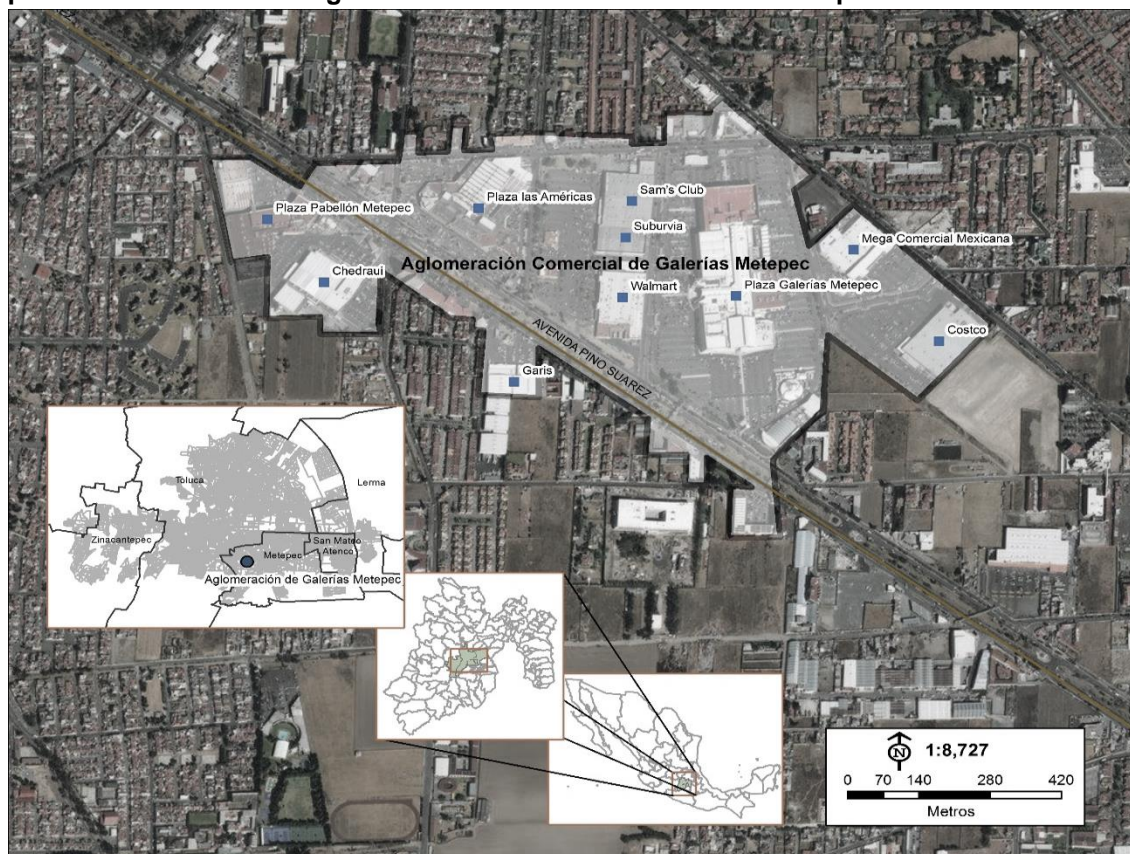 Plaza Pabellón Metepec
Plaza las Américas
Sam's Club
Suburvia
Mega Comercial Mexicana
Aglomeración Comercial de Galerías Metepec
Chedraui
Walmart
Plaza Galerías Metepec
Costco
AVENIDA PINO SUAREZ
Garis
Toluca
Lerma
Zinacantepec
Metepec
San Mateo
Atenco
Aglomeración de Galerías Metepec
N
1:8,727
0 70 140 280 420
Metros